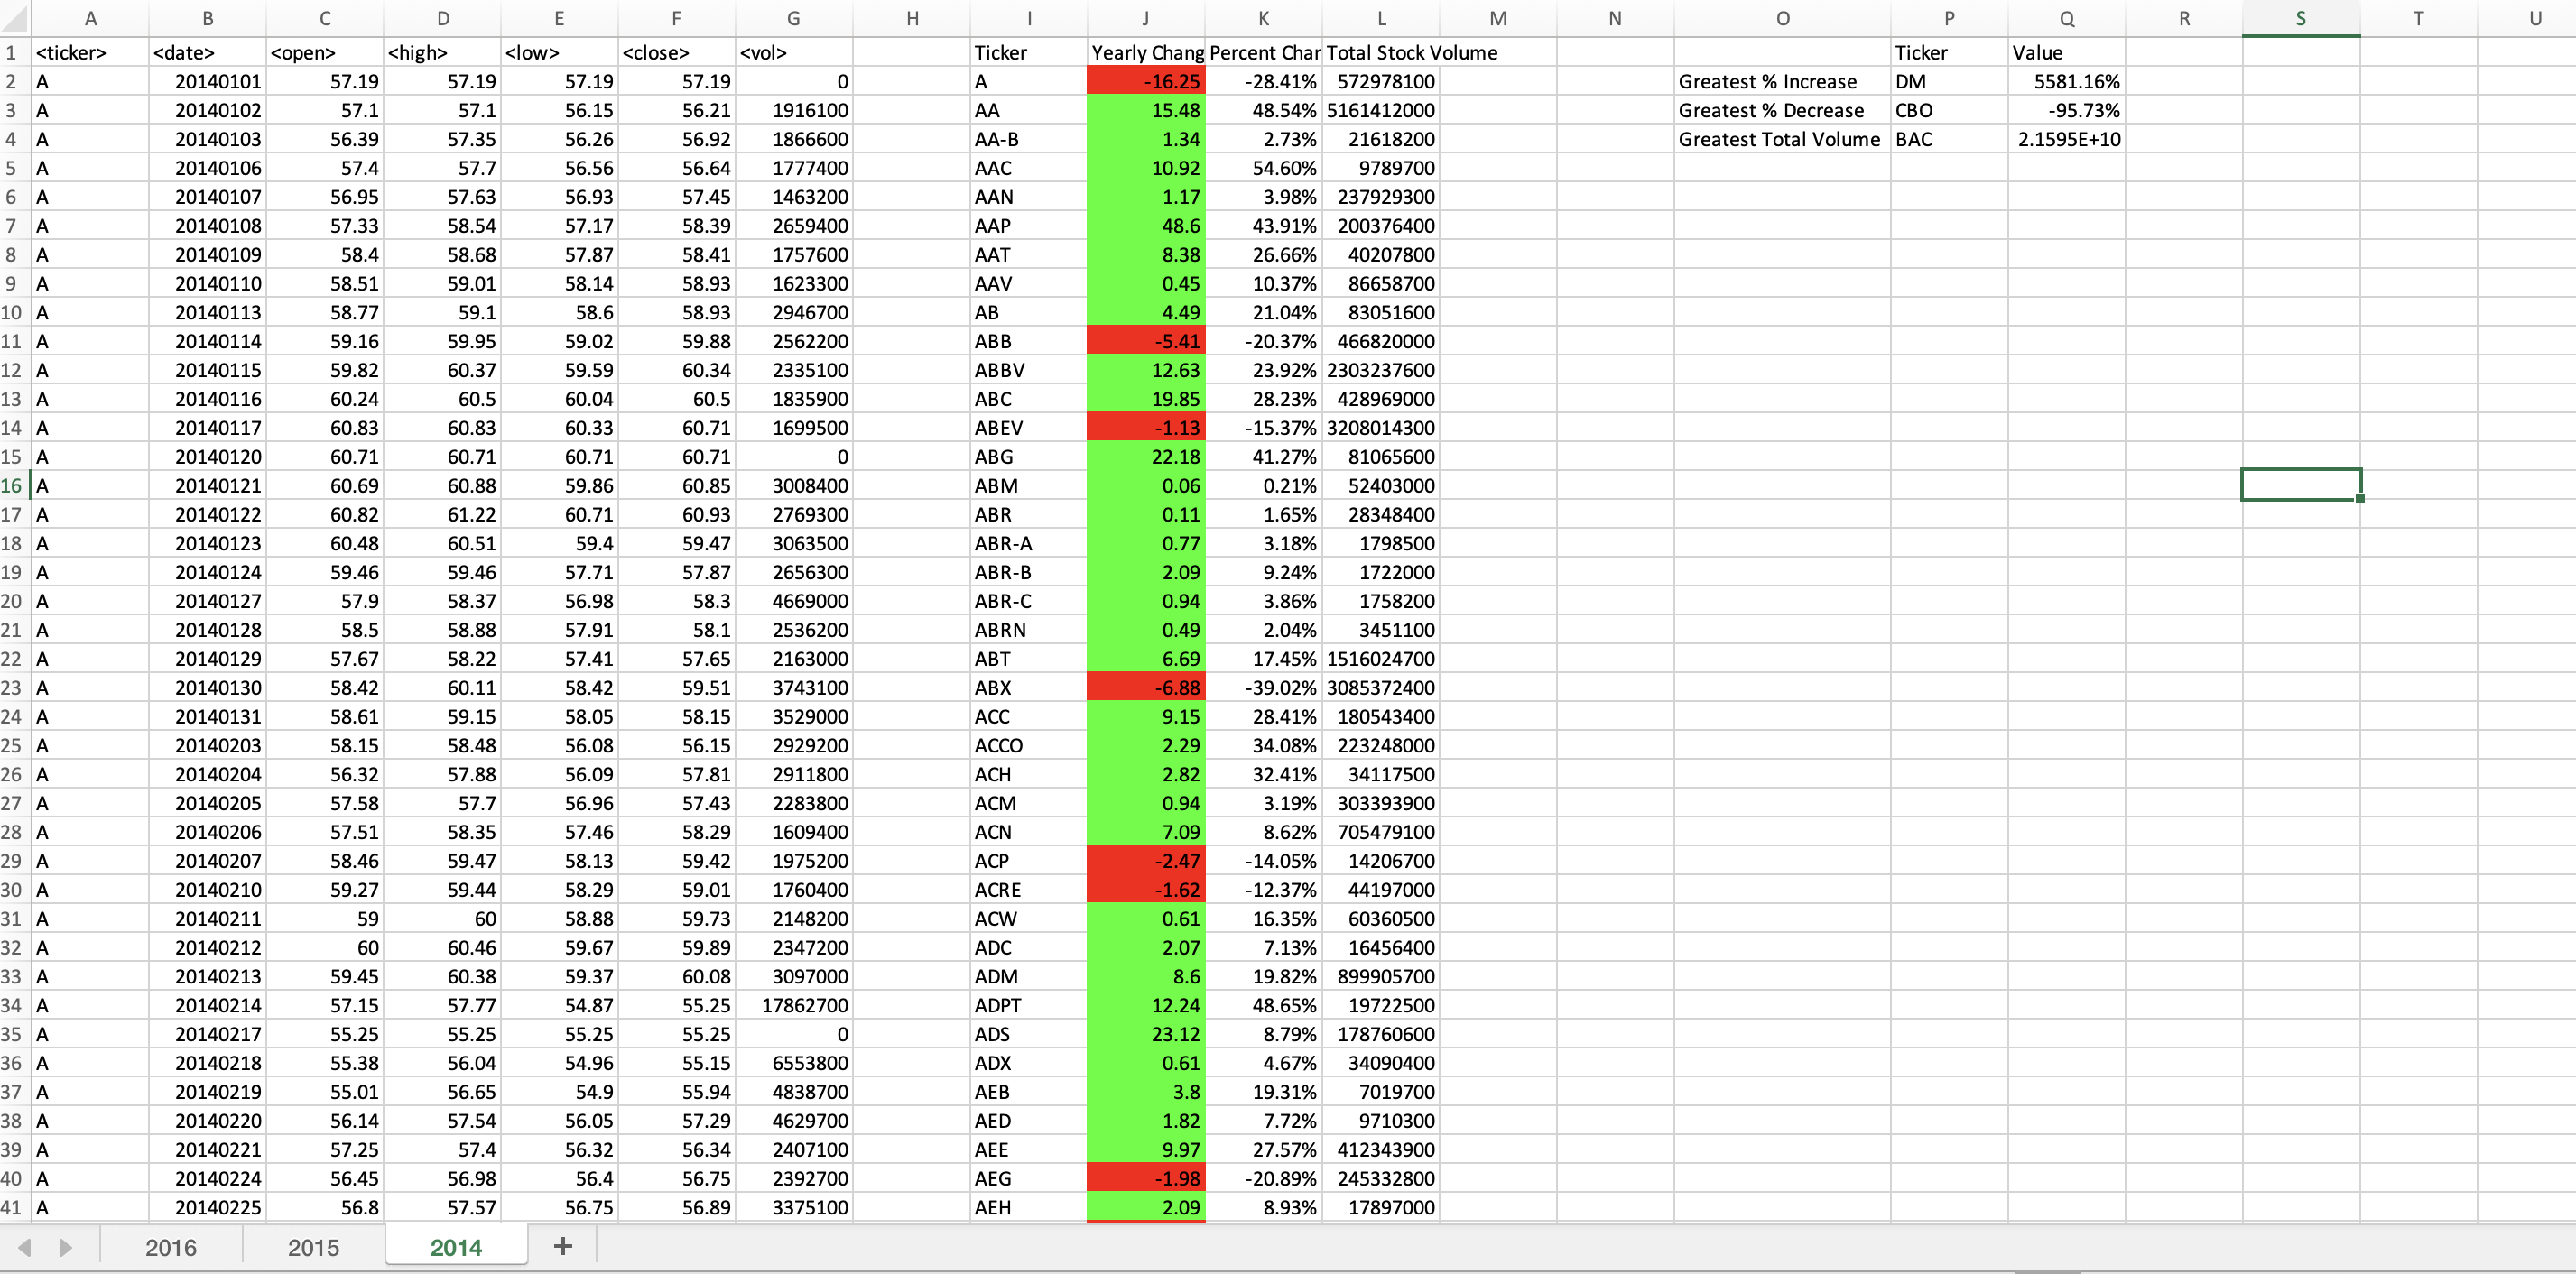 A B C D E F G H I J K L M N O P Q R S T U
1 <ticker> <date> <open> <high> <low> <close> <vol> Ticker Yearly Chang Percent Char Total Stock Volume Ticker Value
2 A 20140101 57.19 57.19 57.19 57.19 0 A -16.25 -28.41% 572978100 Greatest % Increase DM 5581.16%
3 A 20140102 57.1 57.1 56.15 56.21 1916100 AA 15.48 48.54% 5161412000 Greatest % Decrease CBO -95.73%
4 A 20140103 56.39 57.35 56.26 56.92 1866600 AA-B 1.34 2.73% 21618200 Greatest Total Volume BAC 2.1595E+10
5 A 20140106 57.4 57.7 56.56 56.64 1777400 AAC 10.92 54.60% 9789700
6 A 20140107 56.95 57.63 56.93 57.45 1463200 AAN 1.17 3.98% 237929300
7 A 20140108 57.33 58.54 57.17 58.39 2659400 AAP 48.6 43.91% 200376400
8 A 20140109 58.4 58.68 57.87 58.41 1757600 AAT 8.38 26.66% 40207800
9 A 20140110 58.51 59.01 58.14 58.93 1623300 AAV 0.45 10.37% 86658700
10 A 20140113 58.77 59.1 58.6 58.93 2946700 AB 4.49 21.04% 83051600
11 A 20140114 59.16 59.95 59.02 59.88 2562200 ABB -5.41 -20.37% 466820000
12 A 20140115 59.82 60.37 59.59 60.34 2335100 ABBV 12.63 23.92% 2303237600
13 A 20140116 60.24 60.5 60.04 60.5 1835900 ABC 19.85 28.23% 428969000
14 A 20140117 60.83 60.83 60.33 60.71 1699500 ABEV -1.13 -15.37% 3208014300
15 A 20140120 60.71 60.71 60.71 60.71 0 ABG 22.18 41.27% 81065600
16 A 20140121 60.69 60.88 59.86 60.85 3008400 ABM 0.06 0.21% 52403000
17 A 20140122 60.82 61.22 60.71 60.93 2769300 ABR 0.11 1.65% 28348400
18 A 20140123 60.48 60.51 59.4 59.47 3063500 ABR-A 0.77 3.18% 1798500
19 A 20140124 59.46 59.46 57.71 57.87 2656300 ABR-B 2.09 9.24% 1722000
20 A 20140127 57.9 58.37 56.98 58.3 4669000 ABR-C 0.94 3.86% 1758200
21 A 20140128 58.5 58.88 57.91 58.1 2536200 ABRN 0.49 2.04% 3451100
22 A 20140129 57.67 58.22 57.41 57.65 2163000 ABT 6.69 17.45% 1516024700
23 A 20140130 58.42 60.11 58.42 59.51 3743100 ABX -6.88 -39.02% 3085372400
24 A 20140131 58.61 59.15 58.05 58.15 3529000 ACC 9.15 28.41% 180543400
25 A 20140203 58.15 58.48 56.08 56.15 2929200 ACCO 2.29 34.08% 223248000
26 A 20140204 56.32 57.88 56.09 57.81 2911800 ACH 2.82 32.41% 34117500
27 A 20140205 57.58 57.7 56.96 57.43 2283800 ACM 0.94 3.19% 303393900
28 A 20140206 57.51 58.35 57.46 58.29 1609400 ACN 7.09 8.62% 705479100
29 A 20140207 58.46 59.47 58.13 59.42 1975200 ACP -2.47 -14.05% 14206700
30 A 20140210 59.27 59.44 58.29 59.01 1760400 ACRE -1.62 -12.37% 44197000
31 A 20140211 59 60 58.88 59.73 2148200 ACW 0.61 16.35% 60360500
32 A 20140212 60 60.46 59.67 59.89 2347200 ADC 2.07 7.13% 16456400
33 A 20140213 59.45 60.38 59.37 60.08 3097000 ADM 8.6 19.82% 899905700
34 A 20140214 57.15 57.77 54.87 55.25 17862700 ADPT 12.24 48.65% 19722500
35 A 20140217 55.25 55.25 55.25 55.25 0 ADS 23.12 8.79% 178760600
36 A 20140218 55.38 56.04 54.96 55.15 6553800 ADX 0.61 4.67% 34090400
37 A 20140219 55.01 56.65 54.9 55.94 4838700 AEB 3.8 19.31% 7019700
38 A 20140220 56.14 57.54 56.05 57.29 4629700 AED 1.82 7.72% 9710300
39 A 20140221 57.25 57.4 56.32 56.34 2407100 AEE 9.97 27.57% 412343900
40 A 20140224 56.45 56.98 56.4 56.75 2392700 AEG -1.98 -20.89% 245332800
41 A 20140225 56.8 57.57 56.75 56.89 3375100 AEH 2.09 8.93% 17897000
2016 2015 2014 +